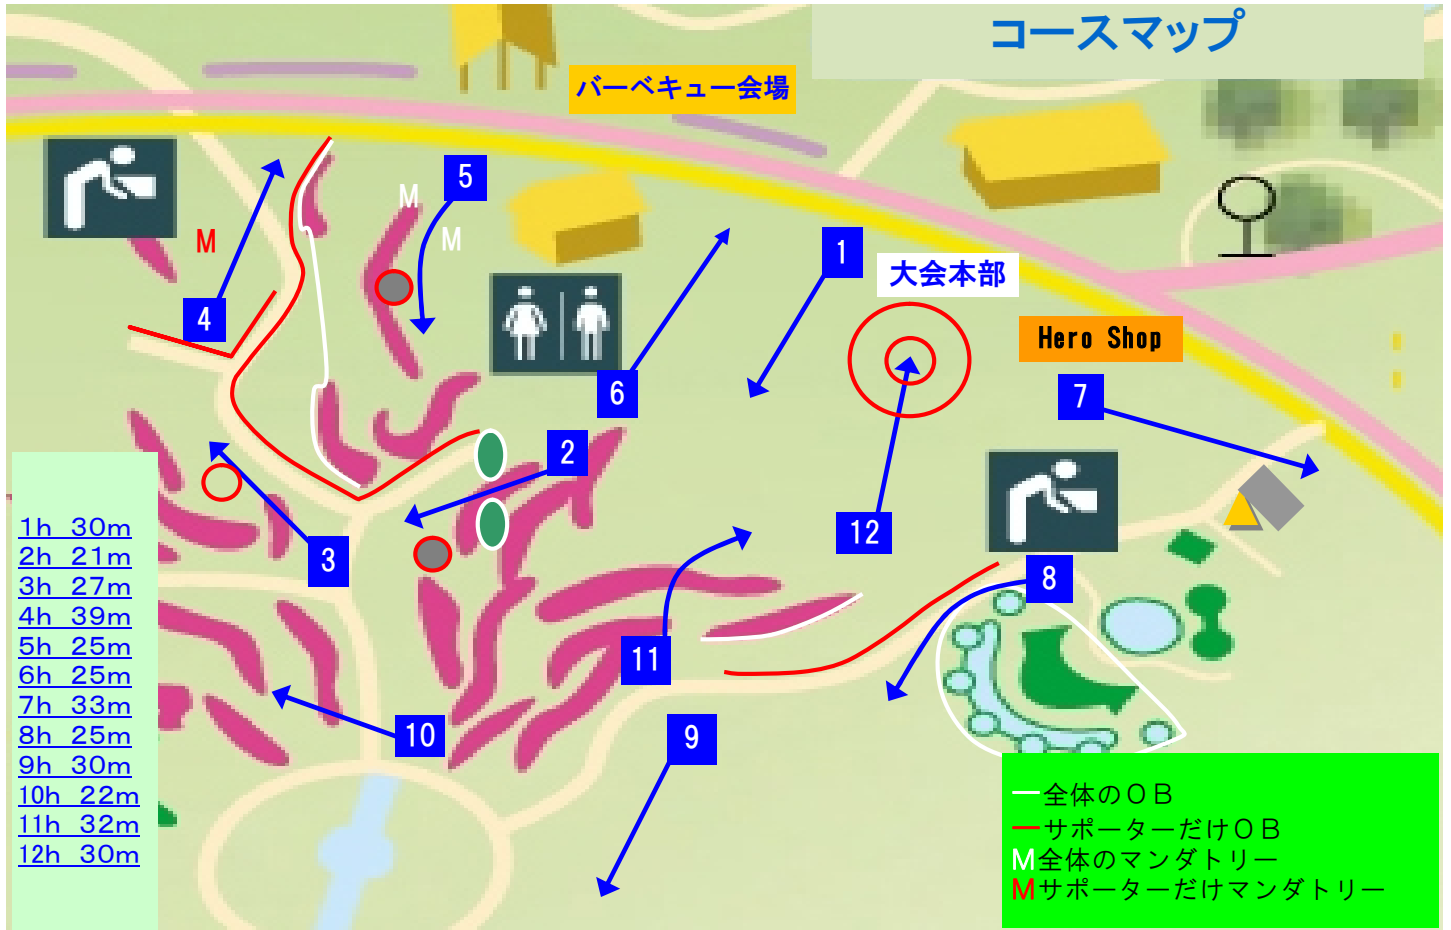 コースマップ
バーベキュー会場
M
5
M
M
1
大会本部
4
Hero Shop
6
7
2
12
3
8
11
10
9
1h 30m
2h 21m
3h 27m
4h 39m
5h 25m
6h 25m
7h 33m
8h 25m
9h 30m
10h 22m
11h 32m
12h 30m
全体のＯＢ
サポーターだけＯＢ
M全体のマンダトリー
Mサポーターだけマンダトリー